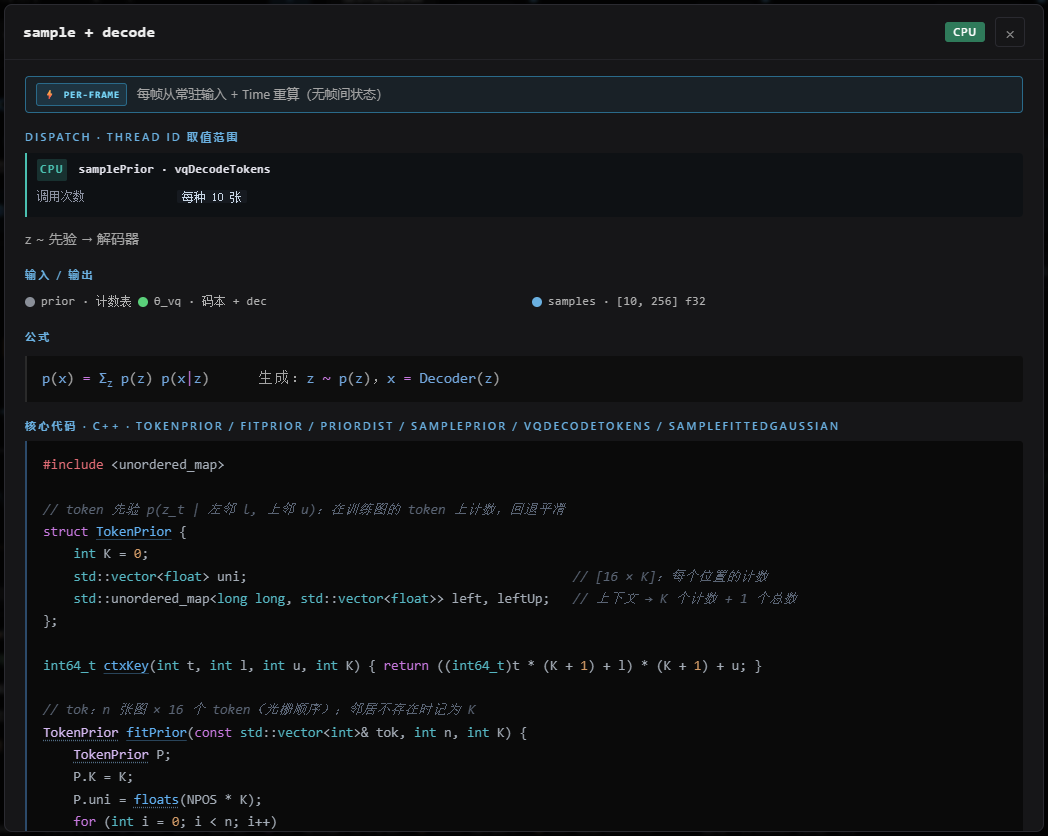 sample + decode
CPU
×
PER-FRAME 每帧从常驻输入 + Time 重算（无帧间状态）
DISPATCH · THREAD ID 取值范围
CPU samplePrior · vqDecodeTokens
调用次数 每种 10 张
z ~ 先验 → 解码器
输入 / 输出
prior · 计数表 θ_vq · 码本 + dec samples · [10, 256] f32
公式
p(x) = Σz p(z) p(x|z) 生成：z ~ p(z)，x = Decoder(z)
核心代码 · C++ · TOKENPRIOR / FITPRIOR / PRIORDIST / SAMPLEPRIOR / VQDECODETOKENS / SAMPLEFITTEDGAUSSIAN
#include <unordered_map>
// token 先验 p(z_t | 左邻 l, 上邻 u)：在训练图的 token 上计数，回退平滑
struct TokenPrior {
int K = 0;
std::vector<float> uni; // [16 × K]：每个位置的计数
std::unordered_map<long long, std::vector<float>> left, leftUp; // 上下文 → K 个计数 + 1 个总数
};
int64_t ctxKey(int t, int l, int u, int K) { return ((int64_t)t * (K + 1) + l) * (K + 1) + u; }
// tok：n 张图 × 16 个 token（光栅顺序）；邻居不存在时记为 K
TokenPrior fitPrior(const std::vector<int>& tok, int n, int K) {
TokenPrior P;
P.K = K;
P.uni = floats(NPOS * K);
for (int i = 0; i < n; i++)